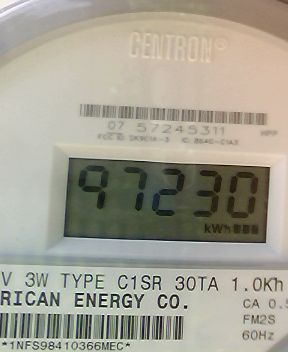 CENTRON®
07 57245311
97230
kWh
V 3W TYPE C1SR 30TA 1.0Kh
RICAN ENERGY CO.
CA 0.5
FM2S
60Hz
*1NFS98410366MEC*